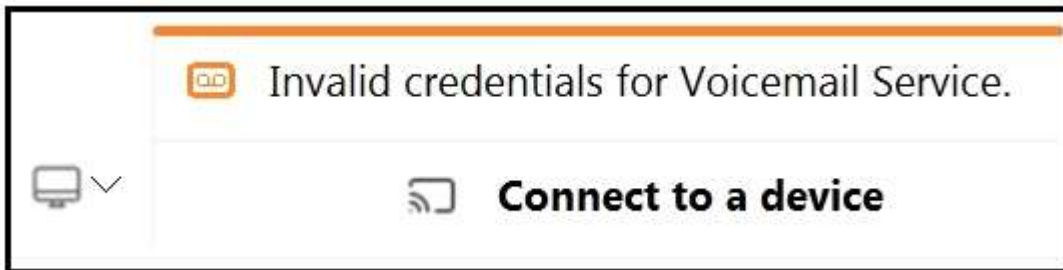 Invalid credentials for Voicemail Service.
Connect to a device